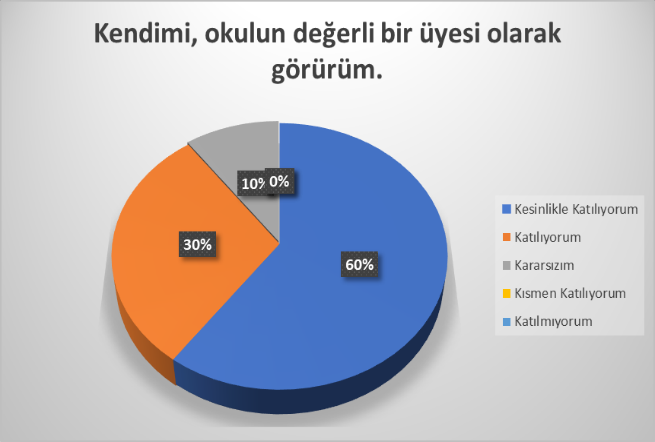 Kendimi, okulun değerli bir üyesi olarak
görürüm.
10%
0%
30%
60%
Kesinlikle Katılıyorum
Katılıyorum
Kararsızım
Kısmen Katılıyorum
Katılmıyorum